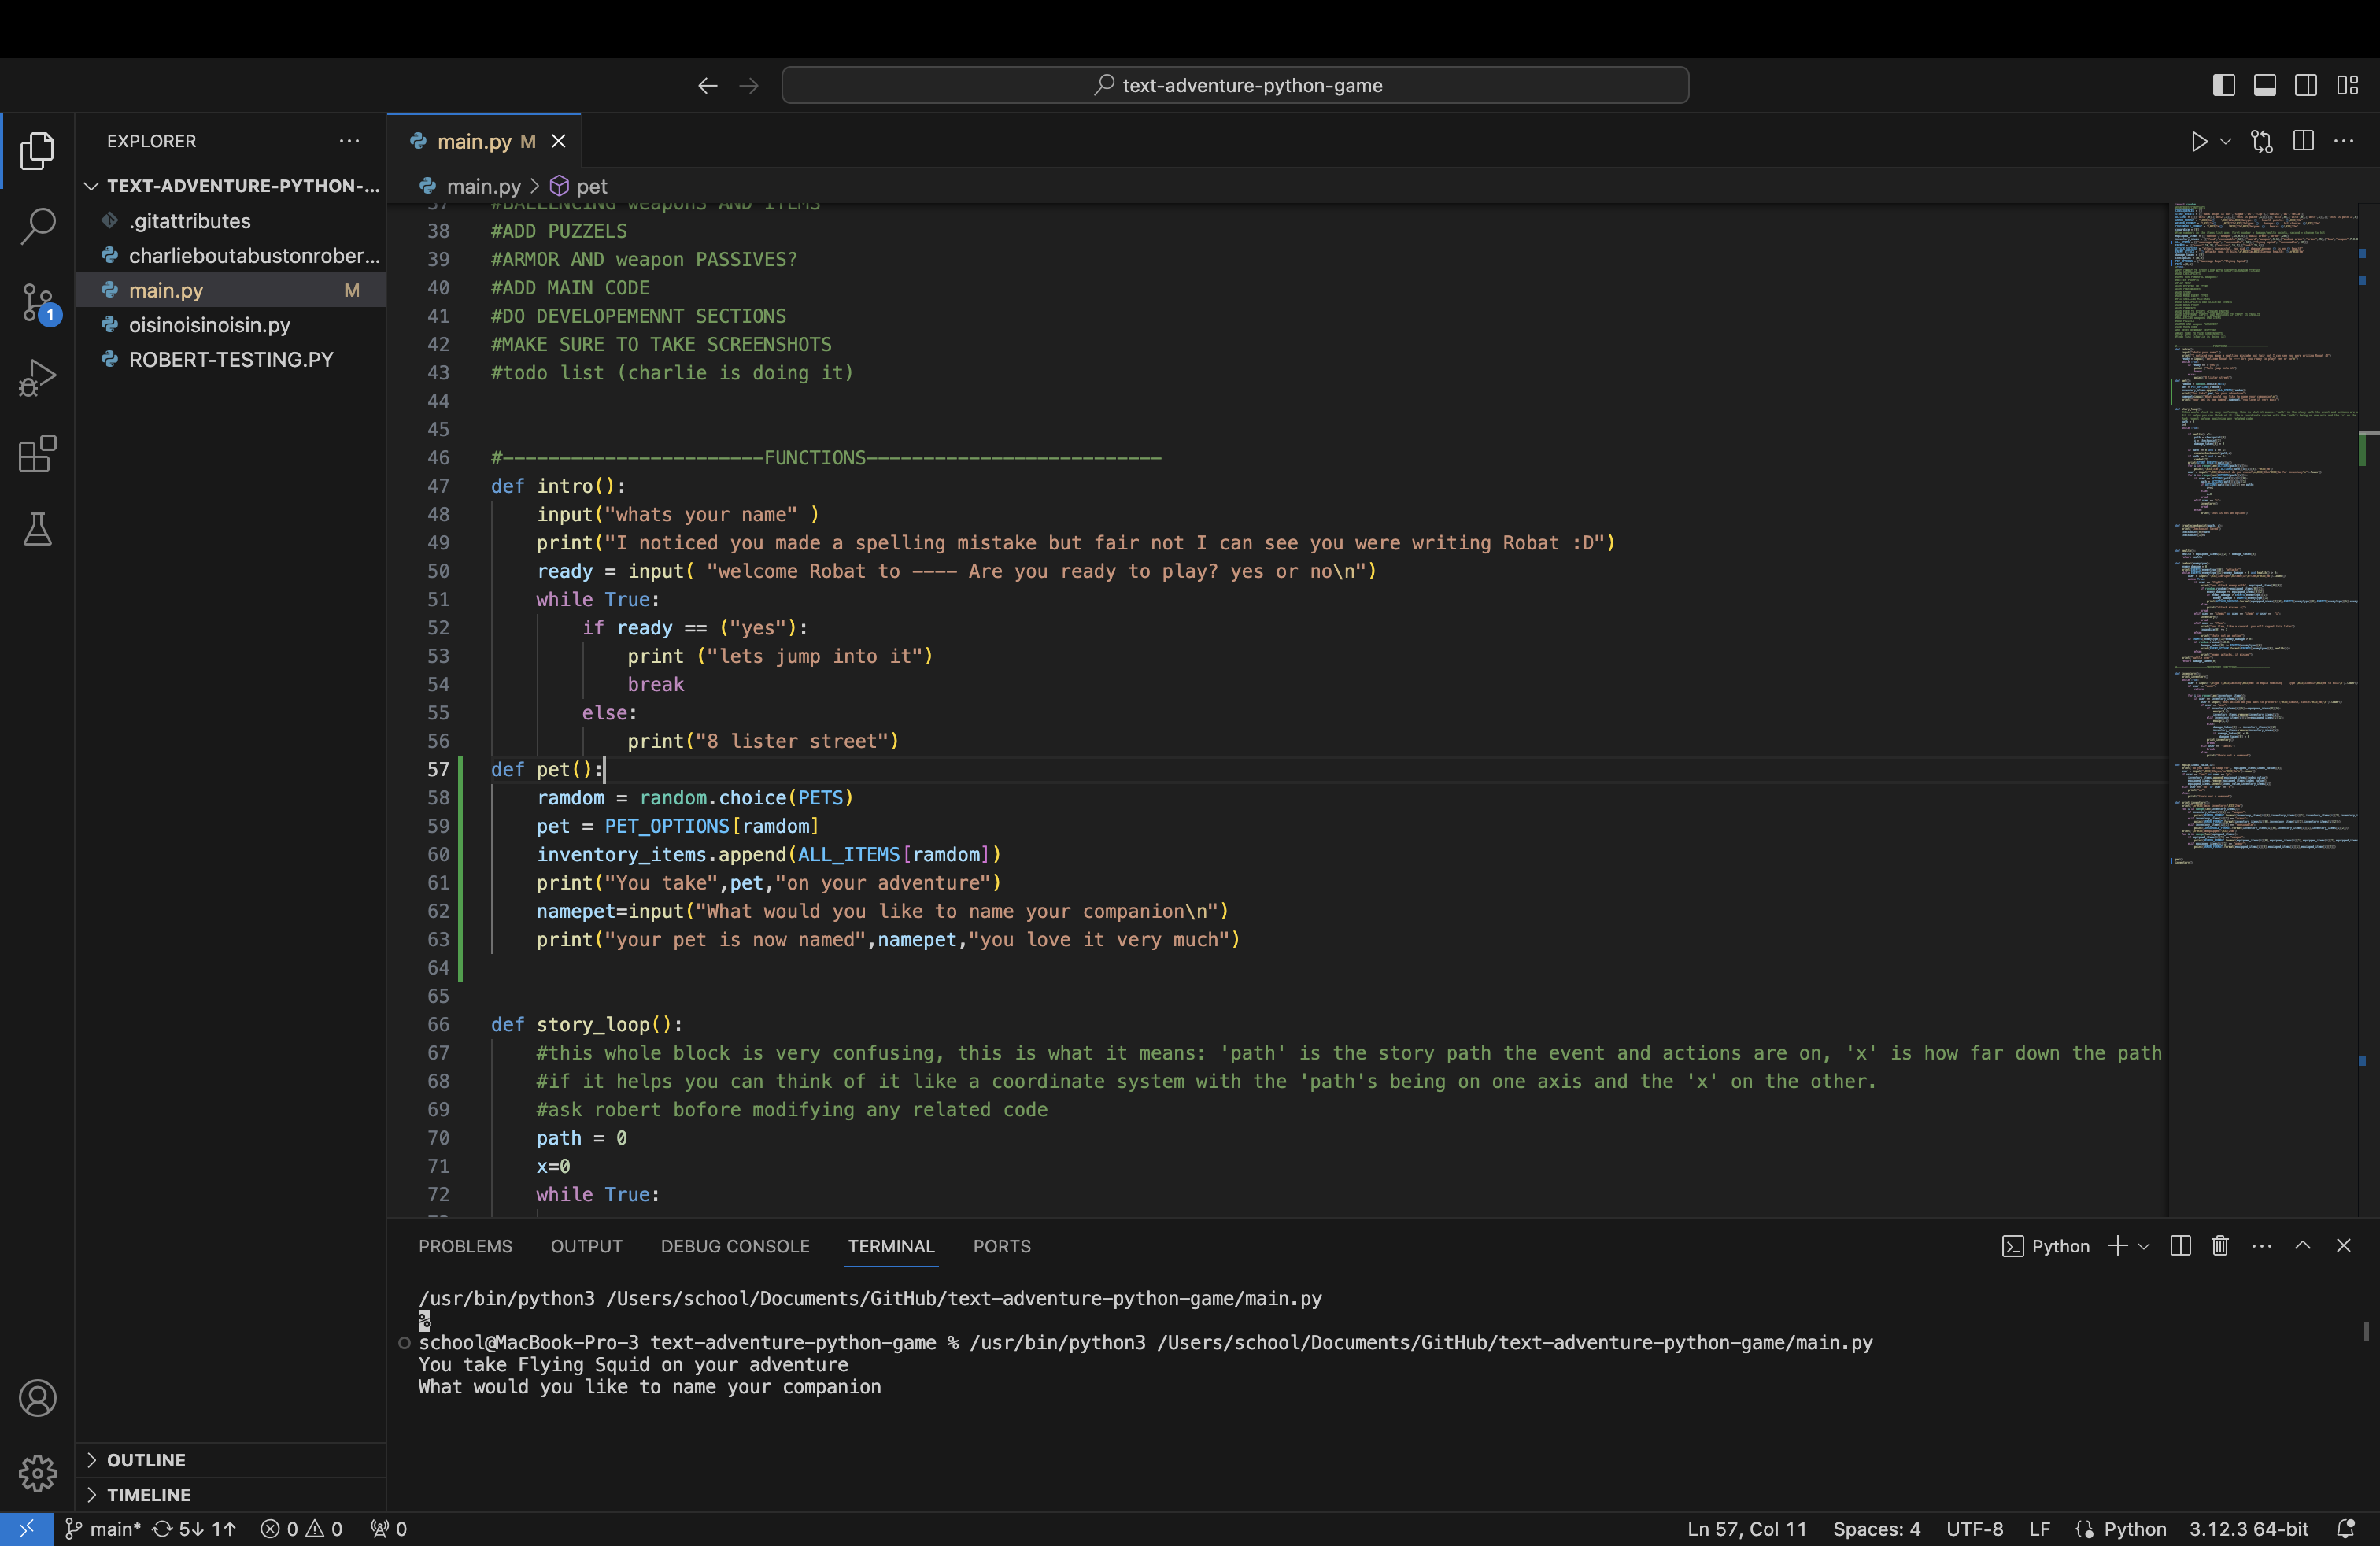 text-adventure-python-game
EXPLORER
main.py M
TEXT-ADVENTURE-PYTHON-...
.gitattributes
charlieboutabustonrober...
main.py M
oisinoisinoisin.py
ROBERT-TESTING.PY
1
main.py > pet
37 #BALLENCING weapons AND ITEMS
38 #ADD PUZZELS
39 #ARMOR AND weapon PASSIVES?
40 #ADD MAIN CODE
41 #DO DEVELOPEMENNT SECTIONS
42 #MAKE SURE TO TAKE SCREENSHOTS
43 #todo list (charlie is doing it)
44
45
46 #-----------------------FUNCTIONS--------------------------
47 def intro():
48 input("whats your name" )
49 print("I noticed you made a spelling mistake but fair not I can see you were writing Robat :D")
50 ready = input( "welcome Robat to ---- Are you ready to play? yes or no\n")
51 while True:
52 if ready == ("yes"):
53 print ("lets jump into it")
54 break
55 else:
56 print("8 lister street")
57 def pet():
58 ramdom = random.choice(PETS)
59 pet = PET_OPTIONS[ramdom]
60 inventory_items.append(ALL_ITEMS[ramdom])
61 print("You take",pet,"on your adventure")
62 namepet=input("What would you like to name your companion\n")
63 print("your pet is now named",namepet,"you love it very much")
64
65
66 def story_loop():
67 #this whole block is very confusing, this is what it means: 'path' is the story path the event and actions are on, 'x' is how far down the path
68 #if it helps you can think of it like a coordinate system with the 'path's being on one axis and the 'x' on the other.
69 #ask robert bofore modifying any related code
70 path = 0
71 x=0
72 while True:
PROBLEMS OUTPUT DEBUG CONSOLE TERMINAL PORTS
Python
/usr/bin/python3 /Users/school/Documents/GitHub/text-adventure-python-game/main.py
%
school@MacBook-Pro-3 text-adventure-python-game % /usr/bin/python3 /Users/school/Documents/GitHub/text-adventure-python-game/main.py
You take Flying Squid on your adventure
What would you like to name your companion
OUTLINE
TIMELINE
main* 5↓ 1↑ 0 0 0
Ln 57, Col 11 Spaces: 4 UTF-8 LF Python 3.12.3 64-bit